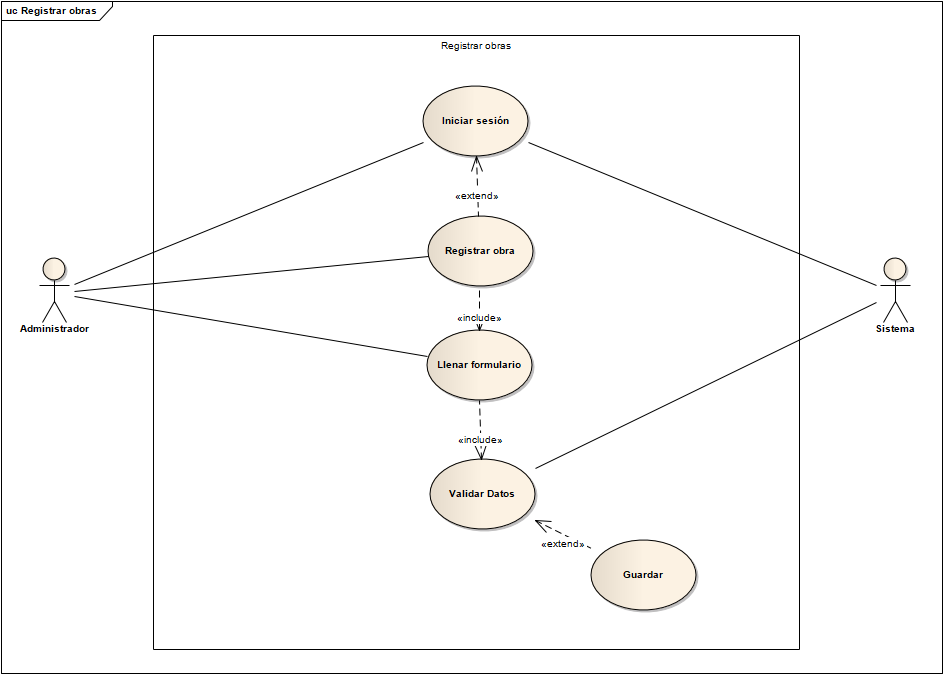 uc Registrar obras
Registrar obras
Iniciar sesión
«extend»
Registrar obra
«include»
Administrador
Sistema
Llenar formulario
«include»
Validar Datos
«extend»
Guardar